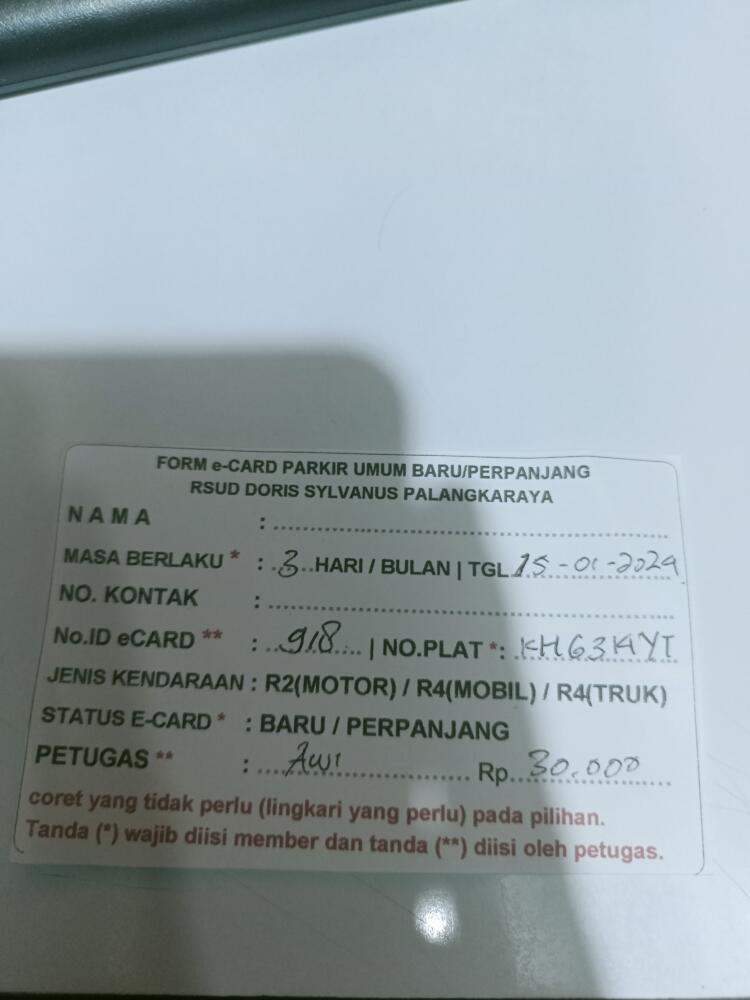 FORM e-CARD PARKIR UMUM BARU/PERPANJANG
RSUD DORIS SYLVANUS PALANGKARAYA
N A M A :
MASA BERLAKU * : 3 HARI / BULAN | TGL 15-01-2024
NO. KONTAK :
No.ID eCARD ** : 918 | NO.PLAT *:
JENIS KENDARAAN : R2(MOTOR) / R4(MOBIL) / R4(TRUK)
STATUS E-CARD * : BARU / PERPANJANG
PETUGAS ** : Awi Rp. 30.000
coret yang tidak perlu (lingkari yang perlu) pada pilihan.
Tanda (*) wajib diisi member dan tanda (**) diisi oleh petugas.